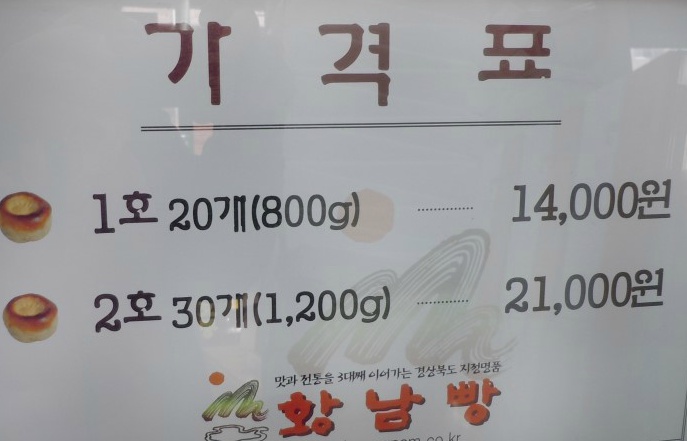 가격표
1호 20개(800g) ............ 14,000원
2호 30개(1,200g) ............ 21,000원
맛과 전통을 3대째 이어가는 경상북도 지정명품
황남빵